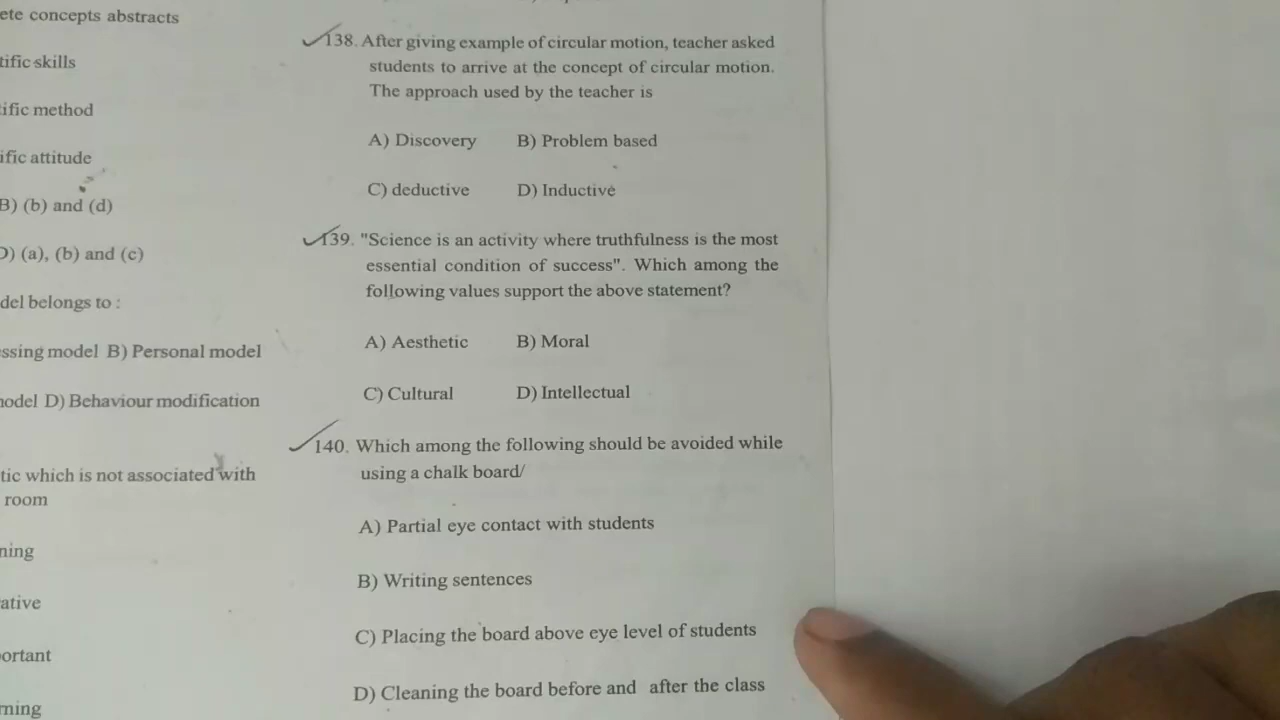 ete concepts abstracts
tific skills
ific method
ific attitude
B) (b) and (d)
D) (a), (b) and (c)
del belongs to :
ssing model B) Personal model
nodel D) Behaviour modification
tic which is not associated with
room
ning
ative
ortant
rning
138. After giving example of circular motion, teacher asked
students to arrive at the concept of circular motion.
The approach used by the teacher is
A) Discovery B) Problem based
C) deductive D) Inductive
139. "Science is an activity where truthfulness is the most
essential condition of success". Which among the
following values support the above statement?
A) Aesthetic B) Moral
C) Cultural D) Intellectual
140. Which among the following should be avoided while
using a chalk board/
A) Partial eye contact with students
B) Writing sentences
C) Placing the board above eye level of students
D) Cleaning the board before and after the class